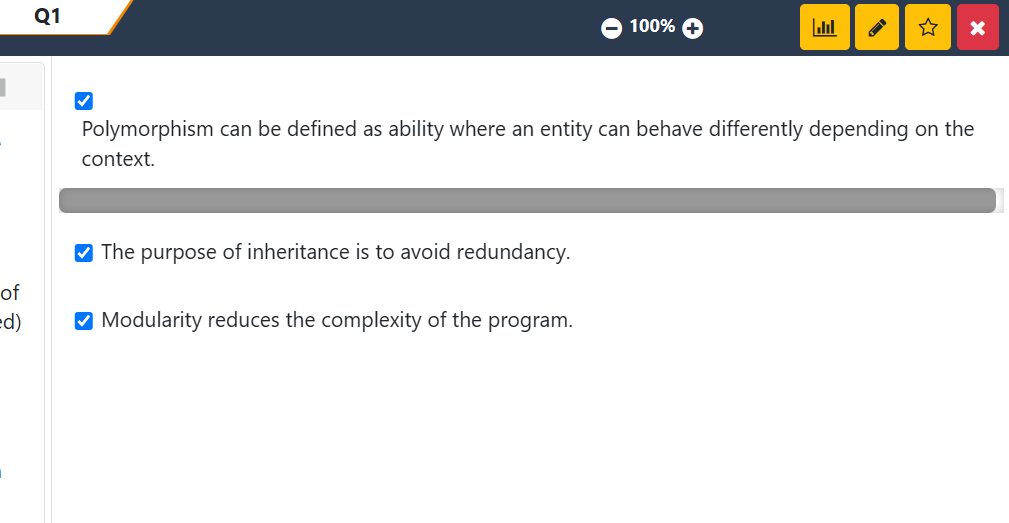 Q1
100%
Polymorphism can be defined as ability where an entity can behave differently depending on the
context.
The purpose of inheritance is to avoid redundancy.
of
ed)
Modularity reduces the complexity of the program.